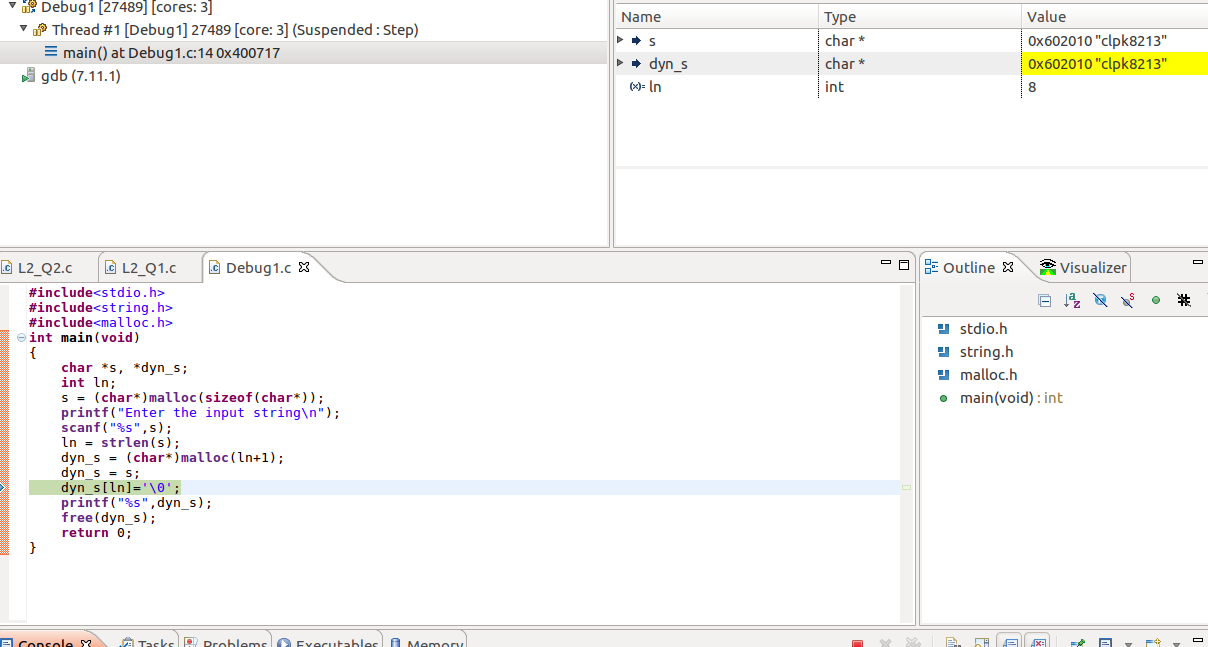 Debug1 [27489] [cores: 3]
Thread #1 [Debug1] 27489 [core: 3] (Suspended : Step)
main() at Debug1.c:14 0x400717
gdb (7.11.1)
Name Type Value
s char * 0x602010 "clpk8213"
dyn_s char * 0x602010 "clpk8213"
(x)= ln int 8
L2_Q2.c L2_Q1.c Debug1.c
#include<stdio.h>
#include<string.h>
#include<malloc.h>
int main(void)
{
char *s, *dyn_s;
int ln;
s = (char*)malloc(sizeof(char*));
printf("Enter the input string\n");
scanf("%s",s);
ln = strlen(s);
dyn_s = (char*)malloc(ln+1);
dyn_s = s;
dyn_s[ln]='\0';
printf("%s",dyn_s);
free(dyn_s);
return 0;
}
Outline Visualizer
stdio.h
string.h
malloc.h
main(void) : int
Console Tasks Problems Executables Memory